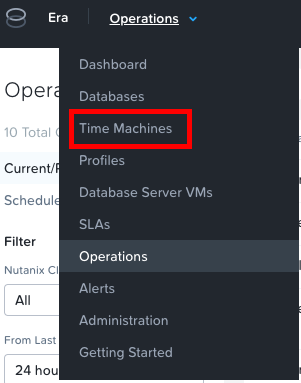 Era
Operations
Dashboard
Opera
Databases
10 Total
Time Machines
Current/
Profiles
Schedule
Database Server VMs
SLAs
Filter
Operations
Nutanix Cl
Alerts
All
Administration
From Last
Getting Started
24 hou